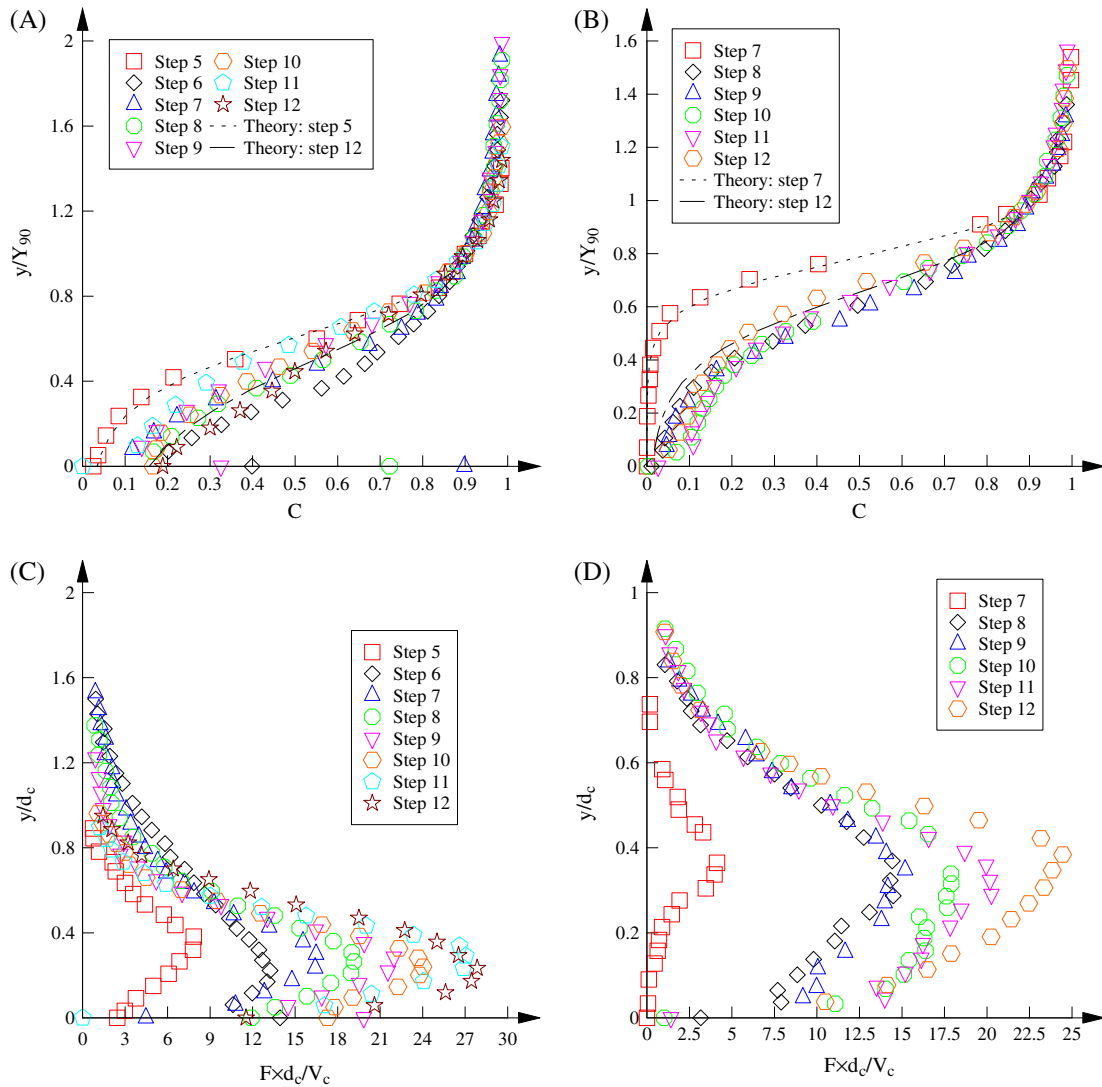 (A)
y/Y90
2
1.6
1.2
0.8
0.4
0
Step 5
Step 6
Step 7
Step 8
Step 9
Step 10
Step 11
Step 12
Theory: step 5
Theory: step 12
0 0.1 0.2 0.3 0.4 0.5 0.6 0.7 0.8 0.9 1
C
(B)
y/Y90
1.6
1.4
1.2
1
0.8
0.6
0.4
0.2
0
Step 7
Step 8
Step 9
Step 10
Step 11
Step 12
Theory: step 7
Theory: step 12
0 0.1 0.2 0.3 0.4 0.5 0.6 0.7 0.8 0.9 1
C
(C)
y/dc
2
1.6
1.2
0.8
0.4
0
Step 5
Step 6
Step 7
Step 8
Step 9
Step 10
Step 11
Step 12
0 3 6 9 12 15 18 21 24 27 30
F×dc/Vc
(D)
y/dc
1
0.8
0.6
0.4
0.2
0
Step 7
Step 8
Step 9
Step 10
Step 11
Step 12
0 2.5 5 7.5 10 12.5 15 17.5 20 22.5 25
F×dc/Vc